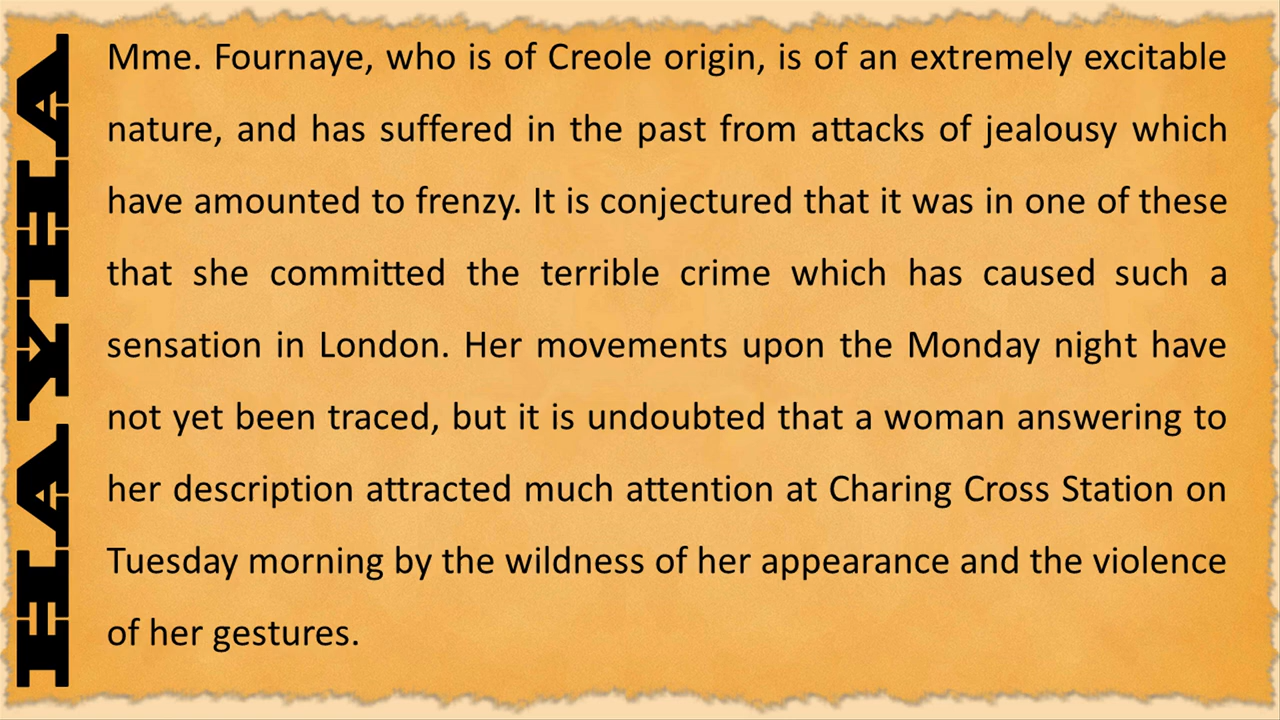 HAYHA
Mme. Fournaye, who is of Creole origin, is of an extremely excitable
nature, and has suffered in the past from attacks of jealousy which
have amounted to frenzy. It is conjectured that it was in one of these
that she committed the terrible crime which has caused such a
sensation in London. Her movements upon the Monday night have
not yet been traced, but it is undoubted that a woman answering to
her description attracted much attention at Charing Cross Station on
Tuesday morning by the wildness of her appearance and the violence
of her gestures.